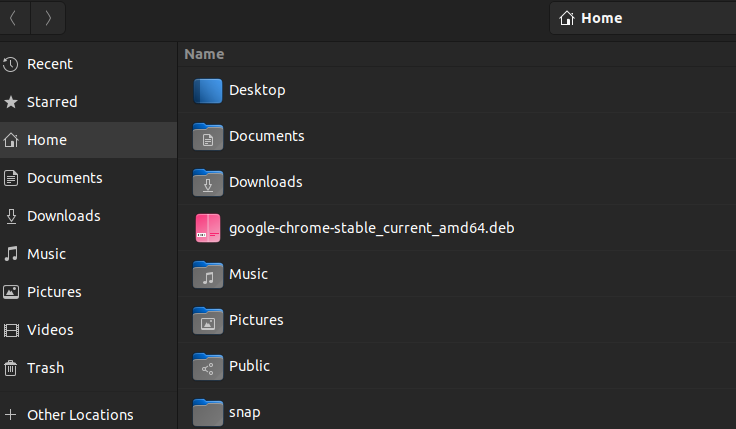 Home
Recent
Starred
Home
Documents
Downloads
Music
Pictures
Videos
Trash
Other Locations
Name
Desktop
Documents
Downloads
google-chrome-stable_current_amd64.deb
Music
Pictures
Public
snap